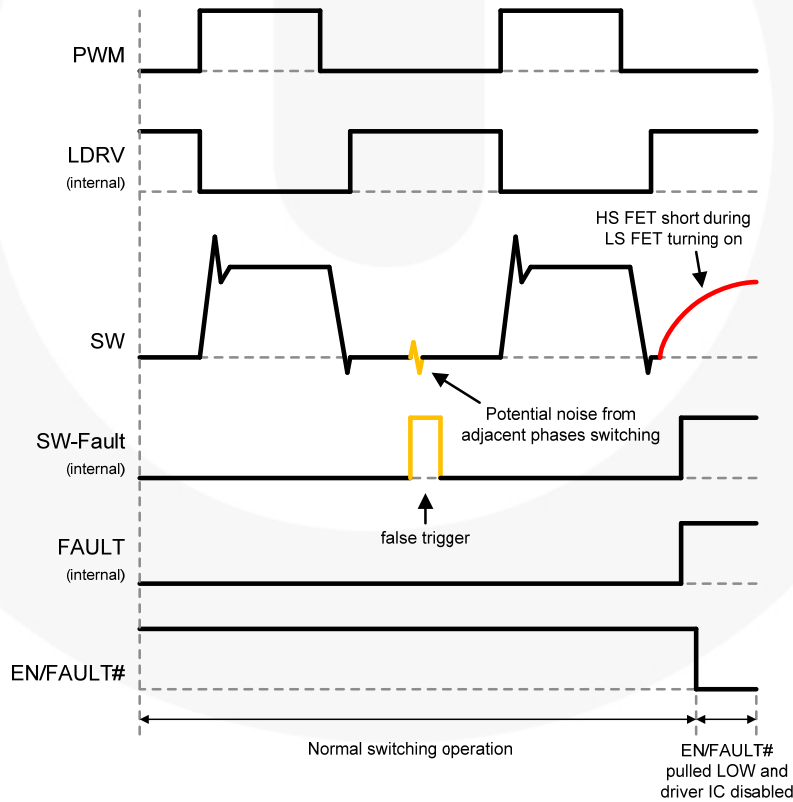 PWM
LDRV
(internal)
HS FET short during
LS FET turning on
SW
Potential noise from
adjacent phases switching
SW-Fault
(internal)
false trigger
FAULT
(internal)
EN/FAULT#
Normal switching operation
EN/FAULT#
pulled LOW and
driver IC disabled